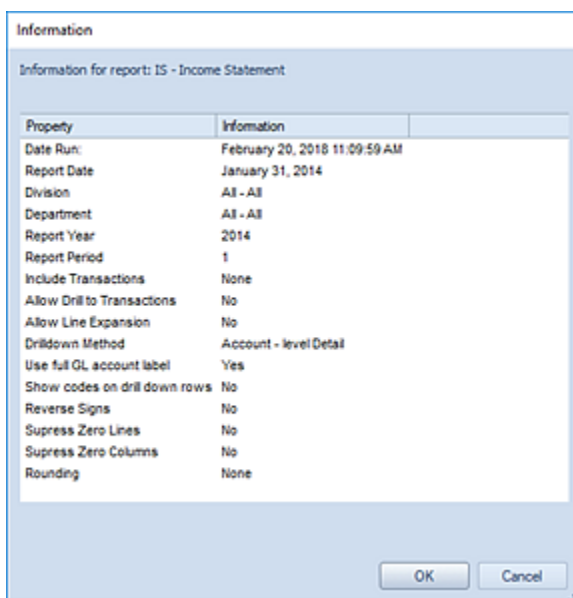 Information
Information for report: IS - Income Statement
Property Information
Date Run: February 20, 2018 11:09:59 AM
Report Date January 31, 2014
Division All - All
Department All - All
Report Year 2014
Report Period 1
Include Transactions None
Allow Drill to Transactions No
Allow Line Expansion No
Drilldown Method Account - level Detail
Use full GL account label Yes
Show codes on drill down rows No
Reverse Signs No
Supress Zero Lines No
Supress Zero Columns No
Rounding None
OK Cancel